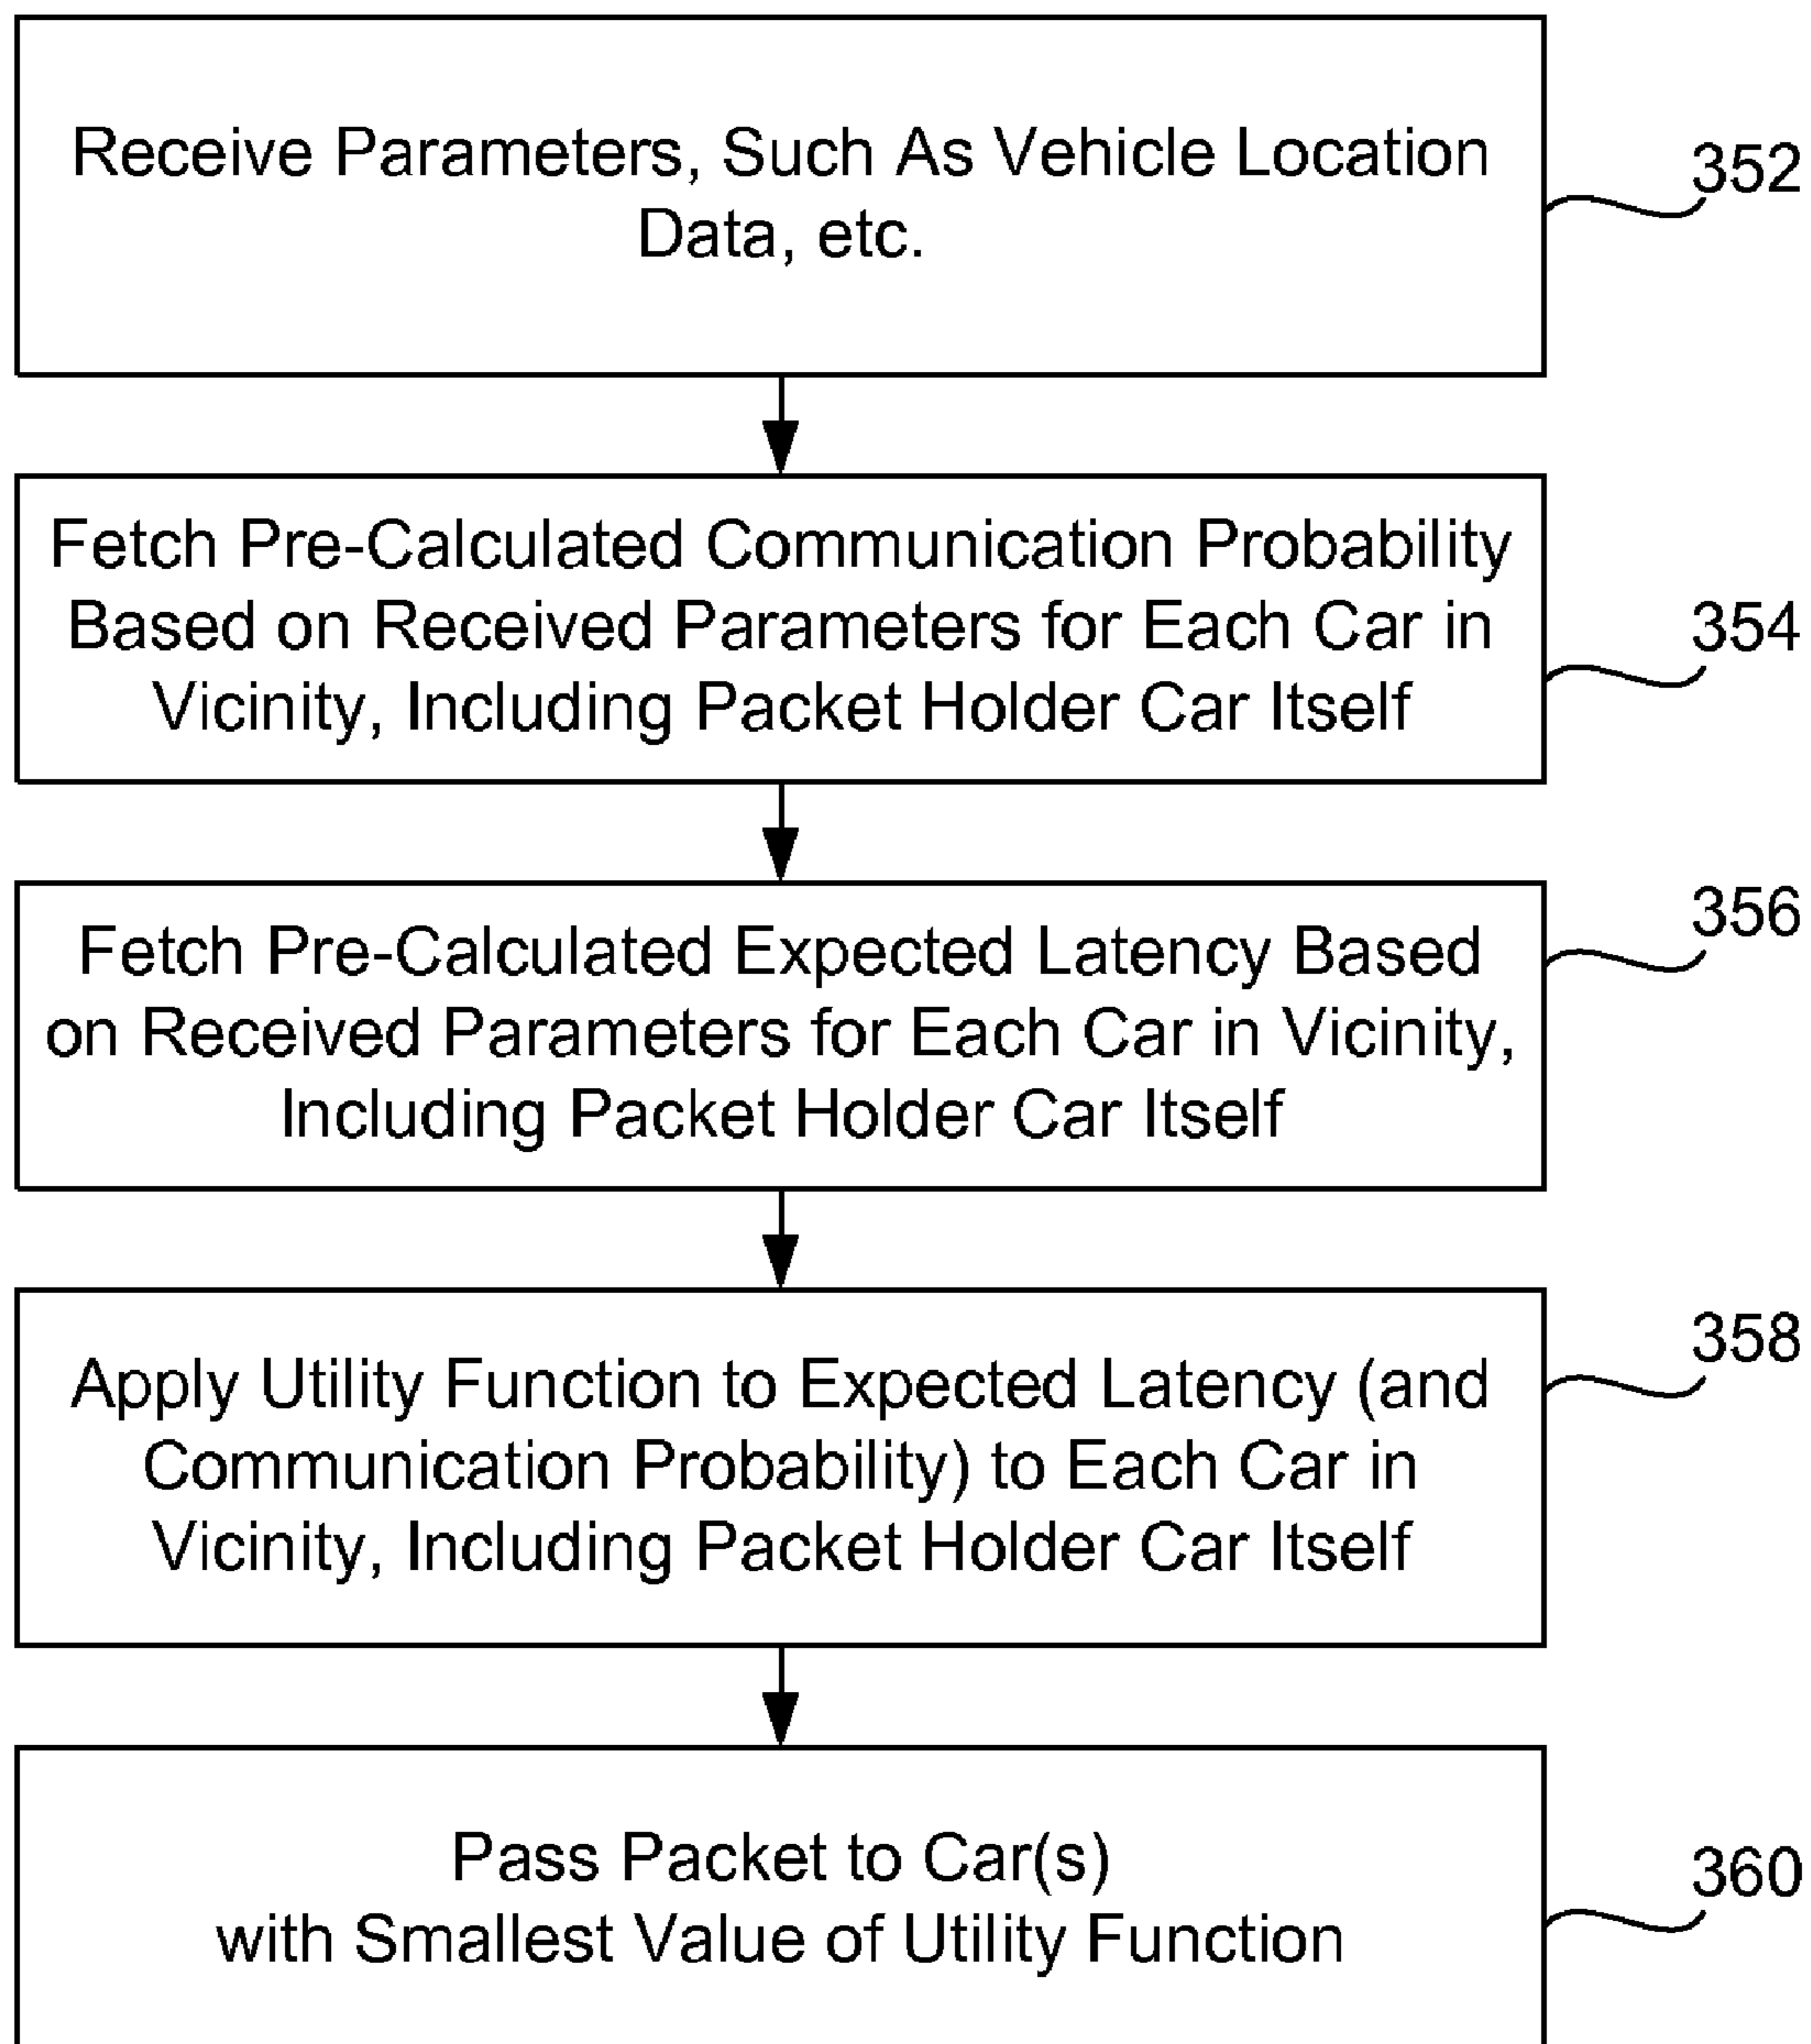 Receive Parameters, Such As Vehicle Location
Data, etc.
352
Fetch Pre-Calculated Communication Probability
Based on Received Parameters for Each Car in
Vicinity, Including Packet Holder Car Itself
354
Fetch Pre-Calculated Expected Latency Based
on Received Parameters for Each Car in Vicinity,
Including Packet Holder Car Itself
356
Apply Utility Function to Expected Latency (and
Communication Probability) to Each Car in
Vicinity, Including Packet Holder Car Itself
358
Pass Packet to Car(s)
with Smallest Value of Utility Function
360